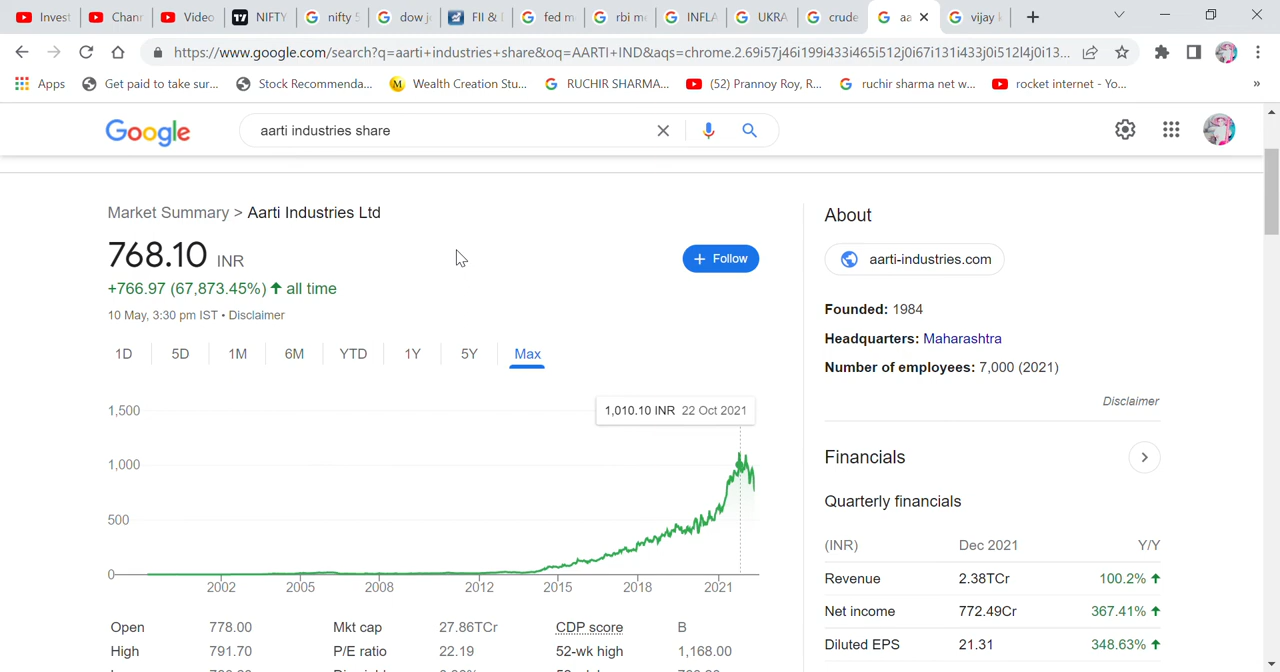 Invest
Chann
Video
NIFTY
nifty
dow j
FII &
fed m
rbi m
INFLA
UKRA
crude
aa
vijay
https://www.google.com/search?q=aarti+industries+share&oq=AARTI+IND&aqs=chrome.2.69i57j46i199i433i465i512j0i67i131i433j0i512l4j0i13...
Apps
Get paid to take sur...
Stock Recommenda...
Wealth Creation Stu...
RUCHIR SHARMA...
(52) Prannoy Roy, R...
ruchir sharma net w...
rocket internet - Yo...
»
Google
aarti industries share
Market Summary > Aarti Industries Ltd
768.10 INR
+ Follow
+766.97 (67,873.45%) ↑ all time
10 May, 3:30 pm IST • Disclaimer
1D 5D 1M 6M YTD 1Y 5Y Max
1,010.10 INR 22 Oct 2021
1,500
1,000
500
0
2002 2005 2008 2012 2015 2018 2021
Open 778.00 Mkt cap 27.86TCr CDP score B
High 791.70 P/E ratio 22.19 52-wk high 1,168.00
About
aarti-industries.com
Founded: 1984
Headquarters: Maharashtra
Number of employees: 7,000 (2021)
Disclaimer
Financials
Quarterly financials
(INR) Dec 2021 Y/Y
Revenue 2.38TCr 100.2% ↑
Net income 772.49Cr 367.41% ↑
Diluted EPS 21.31 348.63% ↑